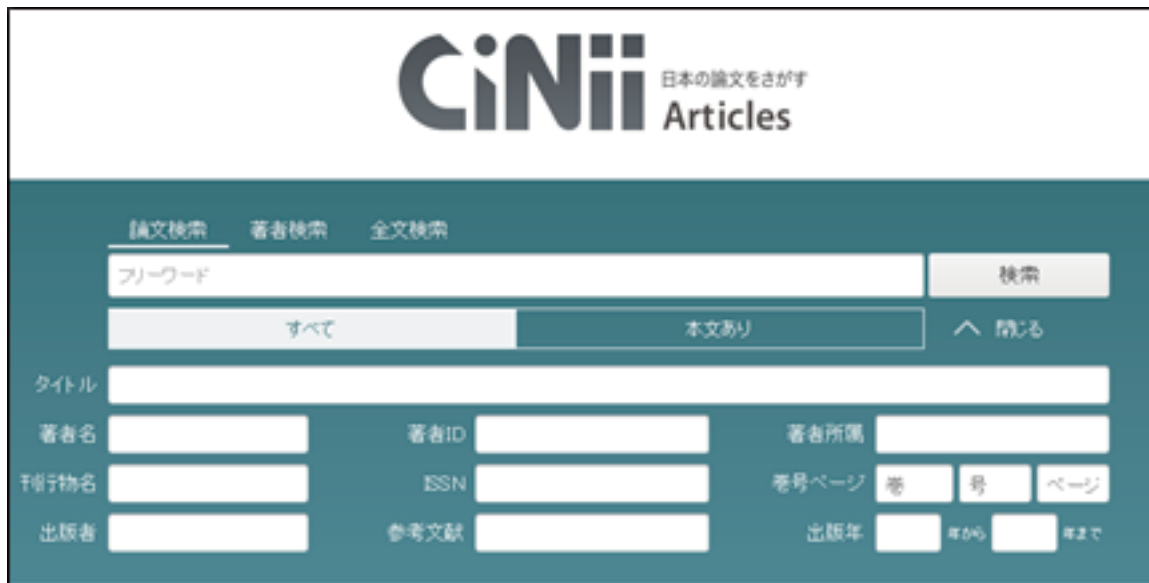 CiNii 日本の論文をさがす
Articles
論文検索 著者検索 全文検索
フリーワード 検索
すべて 本文あり 閉じる
タイトル
著者名 著者ID 著者所属
刊行物名 ISSN 巻号ページ 巻 号 ページ
出版者 参考文献 出版年 年から 年まで